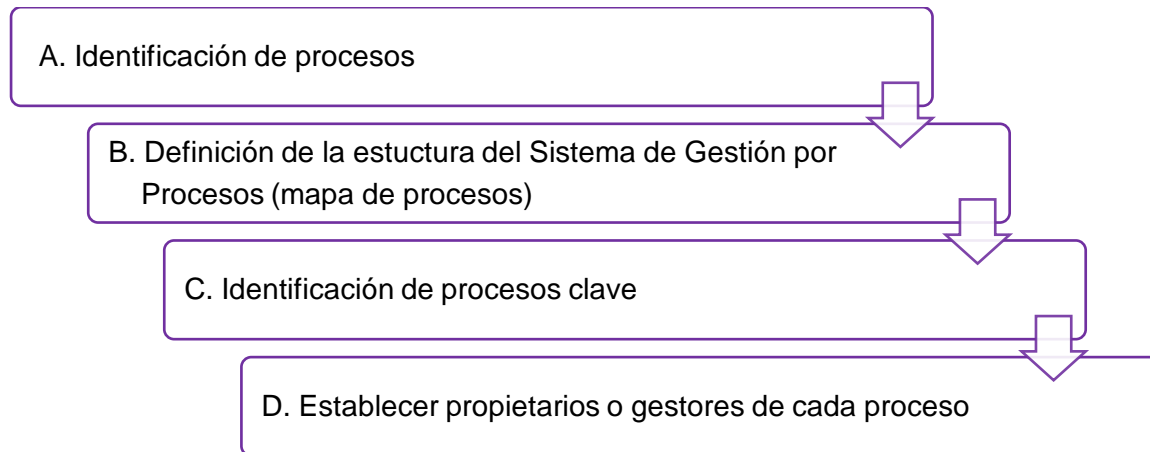 A. Identificación de procesos
B. Definición de la estuctura del Sistema de Gestión por
Procesos (mapa de procesos)
C. Identificación de procesos clave
D. Establecer propietarios o gestores de cada proceso